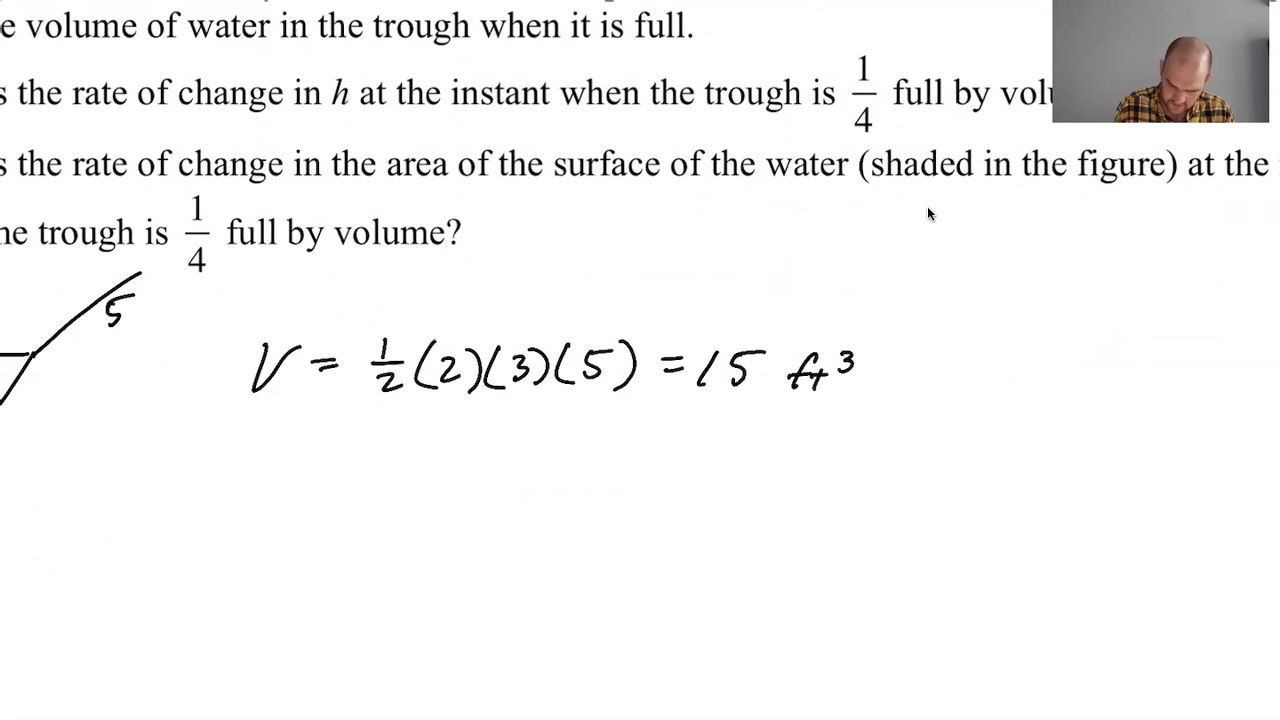 e volume of water in the trough when it is full.
s the rate of change in h at the instant when the trough is 1/4 full by vol
s the rate of change in the area of the surface of the water (shaded in the figure) at the
he trough is 1/4 full by volume?
5
V = 1/2 (2)(3)(5) = 15 ft³